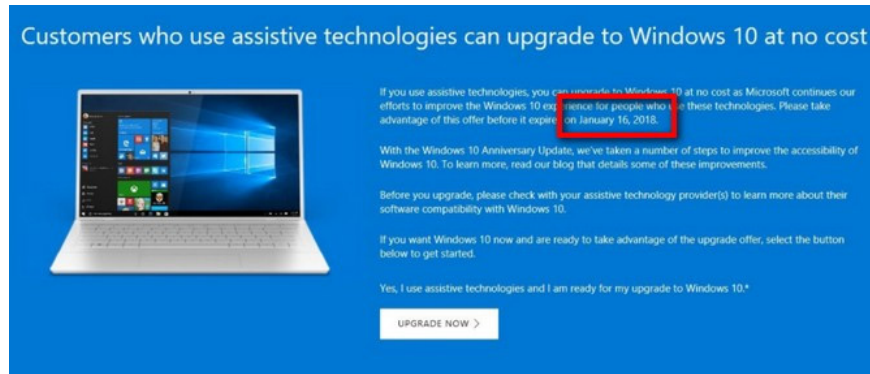 Customers who use assistive technologies can upgrade to Windows 10 at no cost
If you use assistive technologies, you can upgrade to Windows 10 at no cost as Microsoft continues our
efforts to improve the Windows 10 experience for people who use these technologies. Please take
advantage of this offer before it expires on January 16, 2018.
With the Windows 10 Anniversary Update, we've taken a number of steps to improve the accessibility of
Windows 10. To learn more, read our blog that details some of these improvements.
Before you upgrade, please check with your assistive technology provider(s) to learn more about their
software compatibility with Windows 10.
If you want Windows 10 now and are ready to take advantage of the upgrade offer, select the button
below to get started.
Yes, I use assistive technologies and I am ready for my upgrade to Windows 10.*
UPGRADE NOW